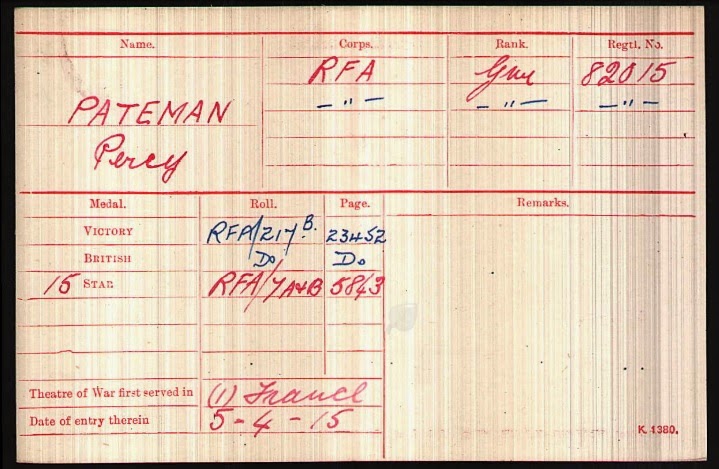 Name. Corps. Rank. Regtl. No.
RFA Gnr 82015
PATEMAN — " — — " — — " —
Percy
Medal. Roll. Page. Remarks.
VICTORY RFA/217 B. 23452
BRITISH Do Do
15 STAR RFA/7A+B 5843
Theatre of War first served in (1) France
Date of entry therein 5-4-15
K. 1380.